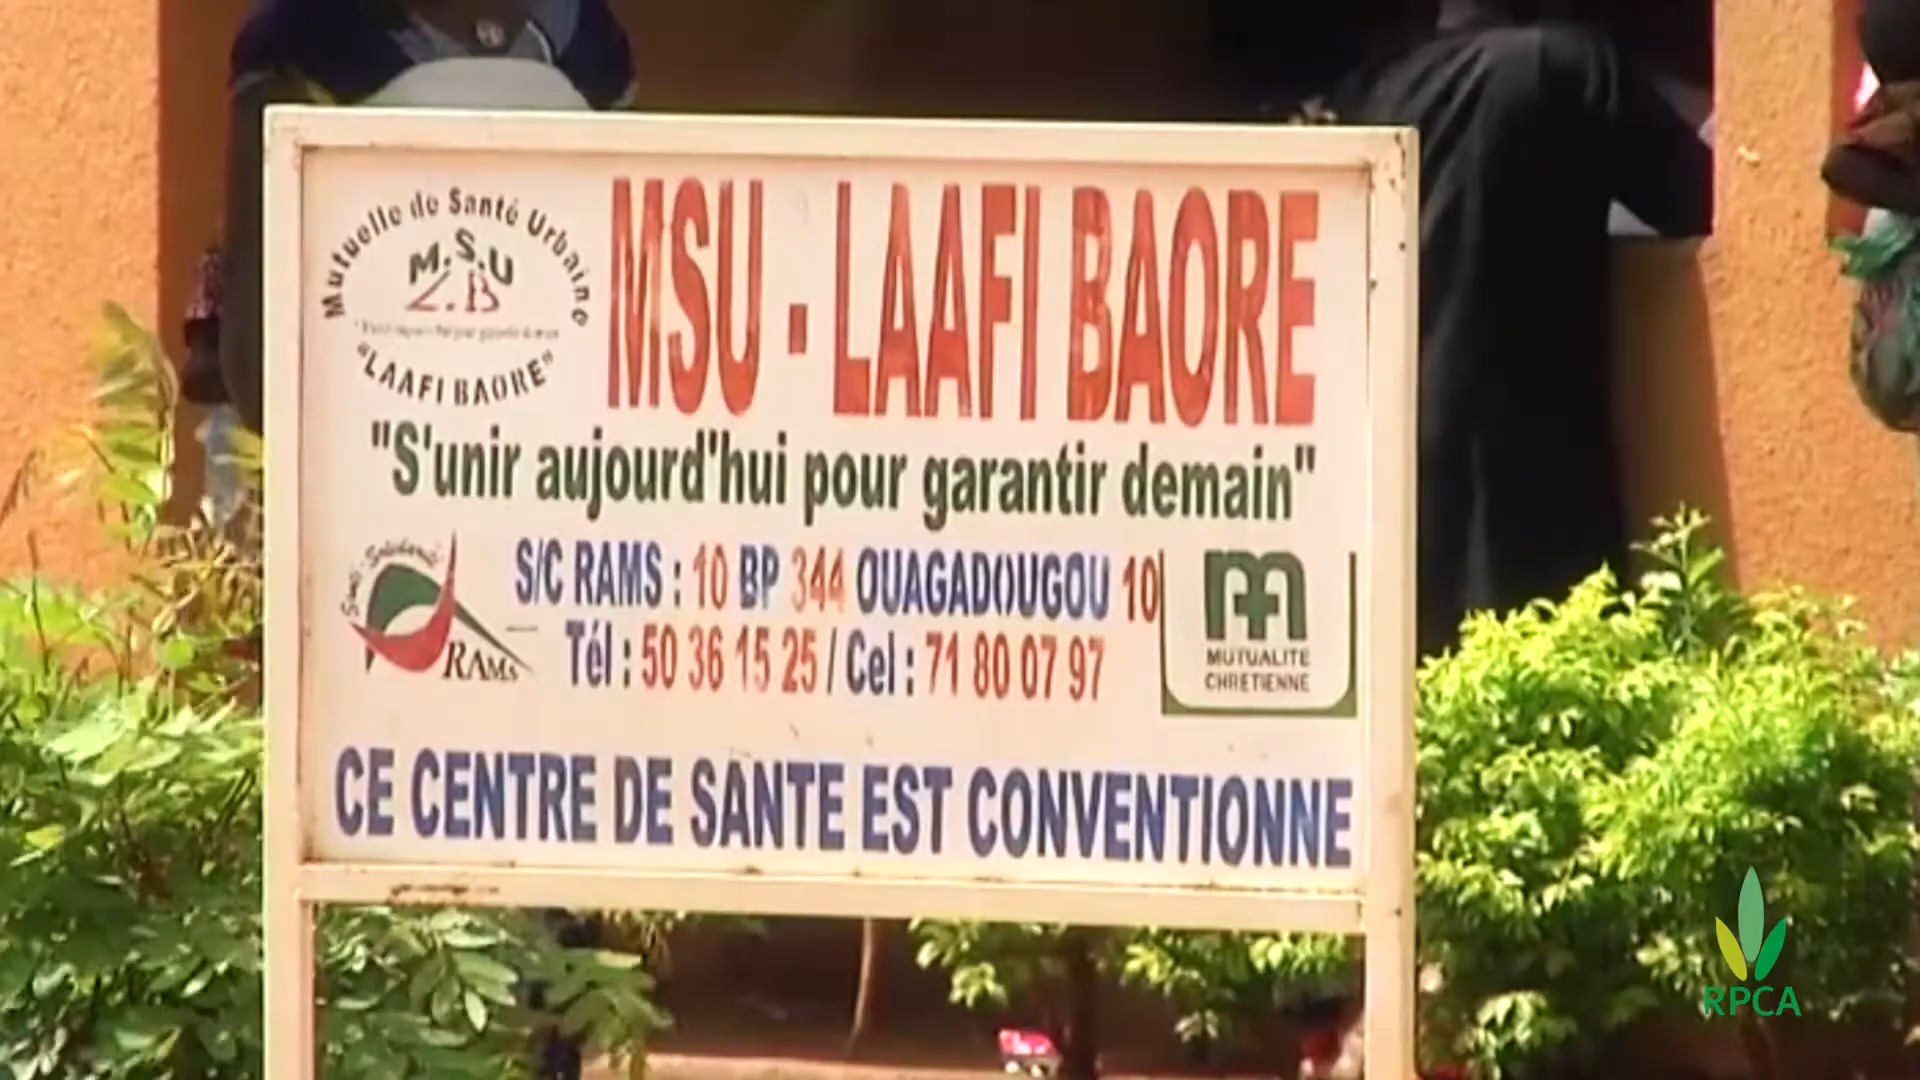 Mutuelle de Santé Urbaine
M.S.U
L.B
"LAAFI BAORE"
MSU - LAAFI BAORE
"S'unir aujourd'hui pour garantir demain"
S/C RAMS : 10 BP 344 OUAGADOUGOU 10
Tél : 50 36 15 25 / Cel : 71 80 07 97
RAMS
MUTUALITE
CHRETIENNE
CE CENTRE DE SANTE EST CONVENTIONNE
RPCA